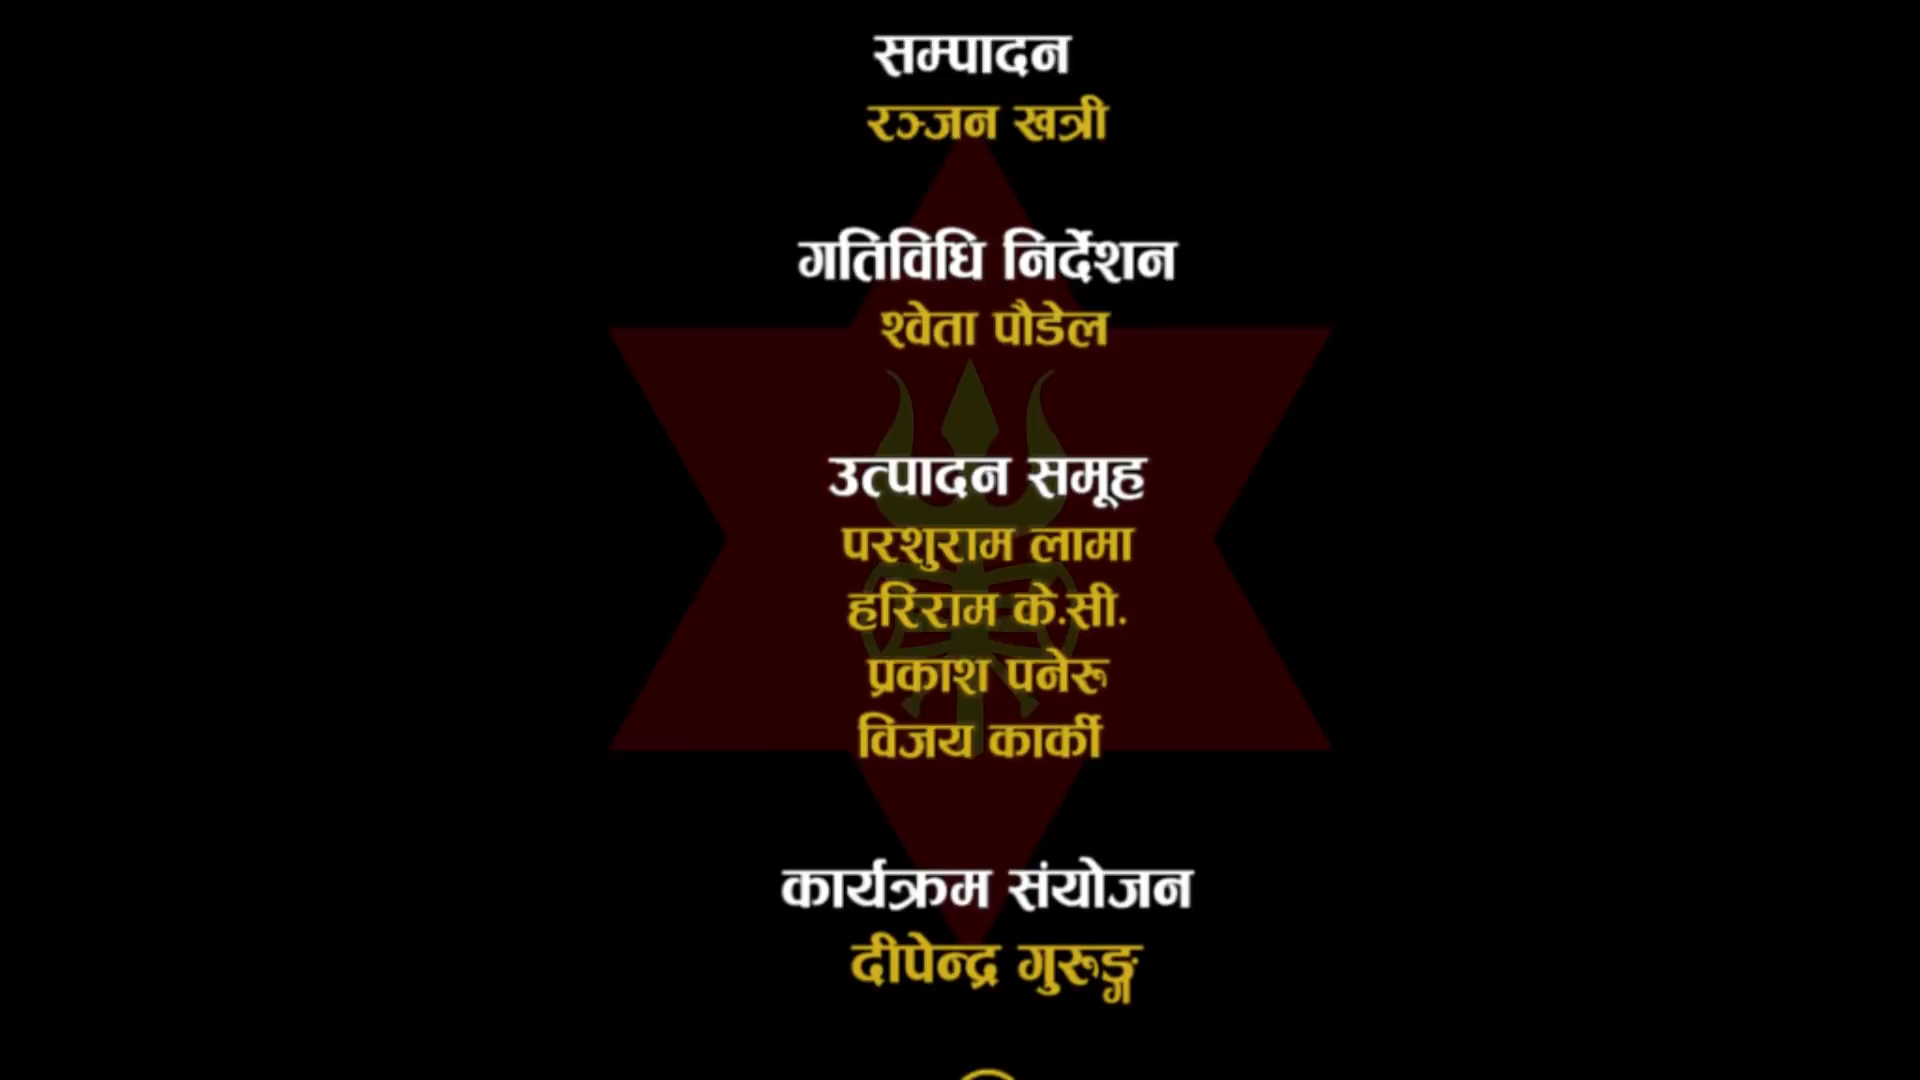 सम्पादन
रञ्जन खत्री
गतिविधि निर्देशन
श्वेता पौडेल
उत्पादन समूह
परशुराम लामा
हरिराम के.सी.
प्रकाश पनेरू
विजय कार्की
कार्यक्रम संयोजन
दीपेन्द्र गुरूङ्ग